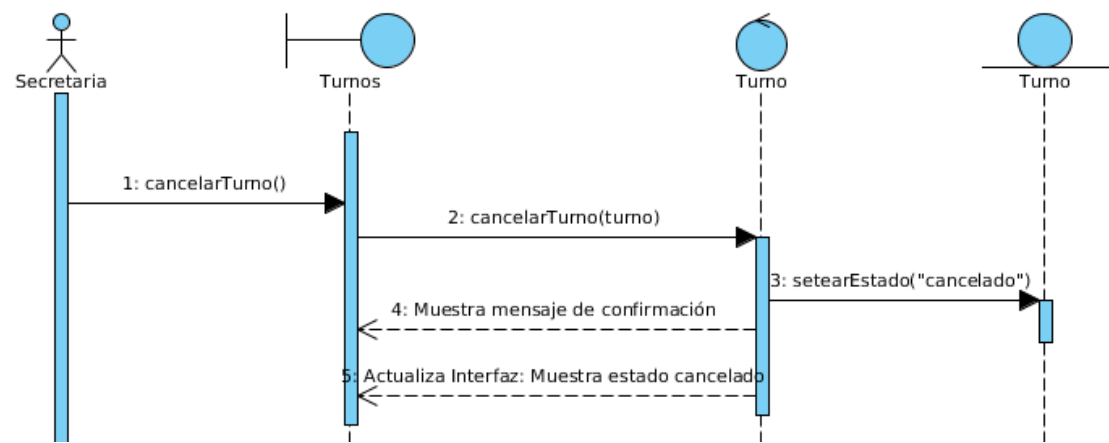 Secretaria
Turnos
Turno
Turno
1: cancelarTurno()
2: cancelarTurno(turno)
3: setearEstado("cancelado")
4: Muestra mensaje de confirmación
5: Actualiza Interfaz: Muestra estado cancelado